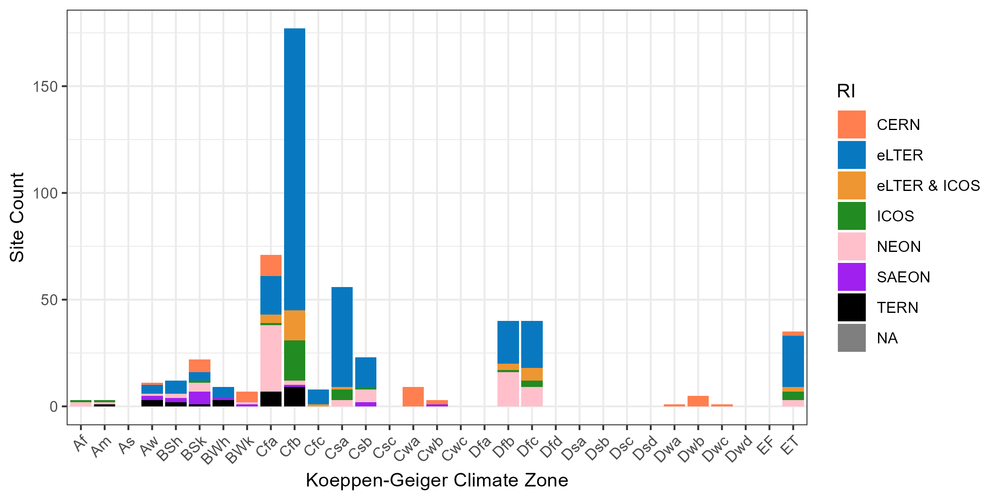 150
100
50
0
Site Count
Af
Am
As
Aw
BSh
BSk
BWh
BWk
Cfa
Cfb
Cfc
Csa
Csb
Csc
Cwa
Cwb
Cwc
Dfa
Dfb
Dfc
Dfd
Dsa
Dsb
Dsc
Dsd
Dwa
Dwb
Dwc
Dwd
EF
ET
Koeppen-Geiger Climate Zone
RI
CERN
eLTER
eLTER & ICOS
ICOS
NEON
SAEON
TERN
NA